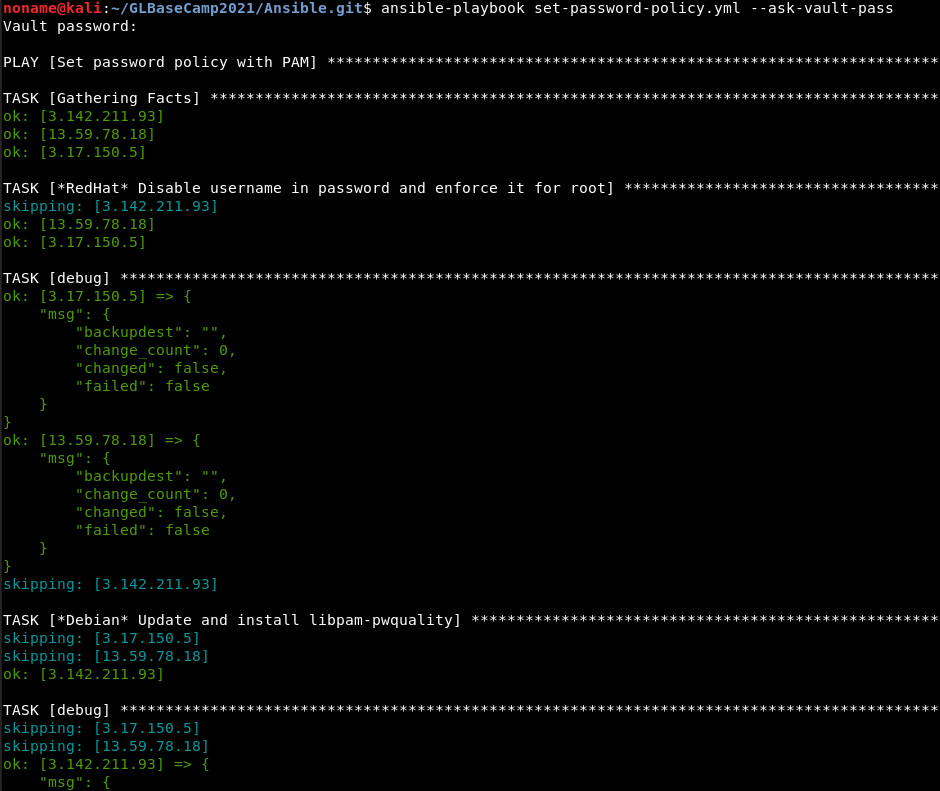 noname@kali:~/GLBaseCamp2021/Ansible.git$ ansible-playbook set-password-policy.yml --ask-vault-pass
Vault password:
PLAY [Set password policy with PAM] ********************************************************************
TASK [Gathering Facts] *********************************************************************************
ok: [3.142.211.93]
ok: [13.59.78.18]
ok: [3.17.150.5]
TASK [*RedHat* Disable username in password and enforce it for root] ***********************************
skipping: [3.142.211.93]
ok: [13.59.78.18]
ok: [3.17.150.5]
TASK [debug] *******************************************************************************************
ok: [3.17.150.5] => {
    "msg": {
        "backupdest": "",
        "change_count": 0,
        "changed": false,
        "failed": false
    }
}
ok: [13.59.78.18] => {
    "msg": {
        "backupdest": "",
        "change_count": 0,
        "changed": false,
        "failed": false
    }
}
skipping: [3.142.211.93]
TASK [*Debian* Update and install libpam-pwquality] ****************************************************
skipping: [3.17.150.5]
skipping: [13.59.78.18]
ok: [3.142.211.93]
TASK [debug] *******************************************************************************************
skipping: [3.17.150.5]
skipping: [13.59.78.18]
ok: [3.142.211.93] => {
    "msg": {